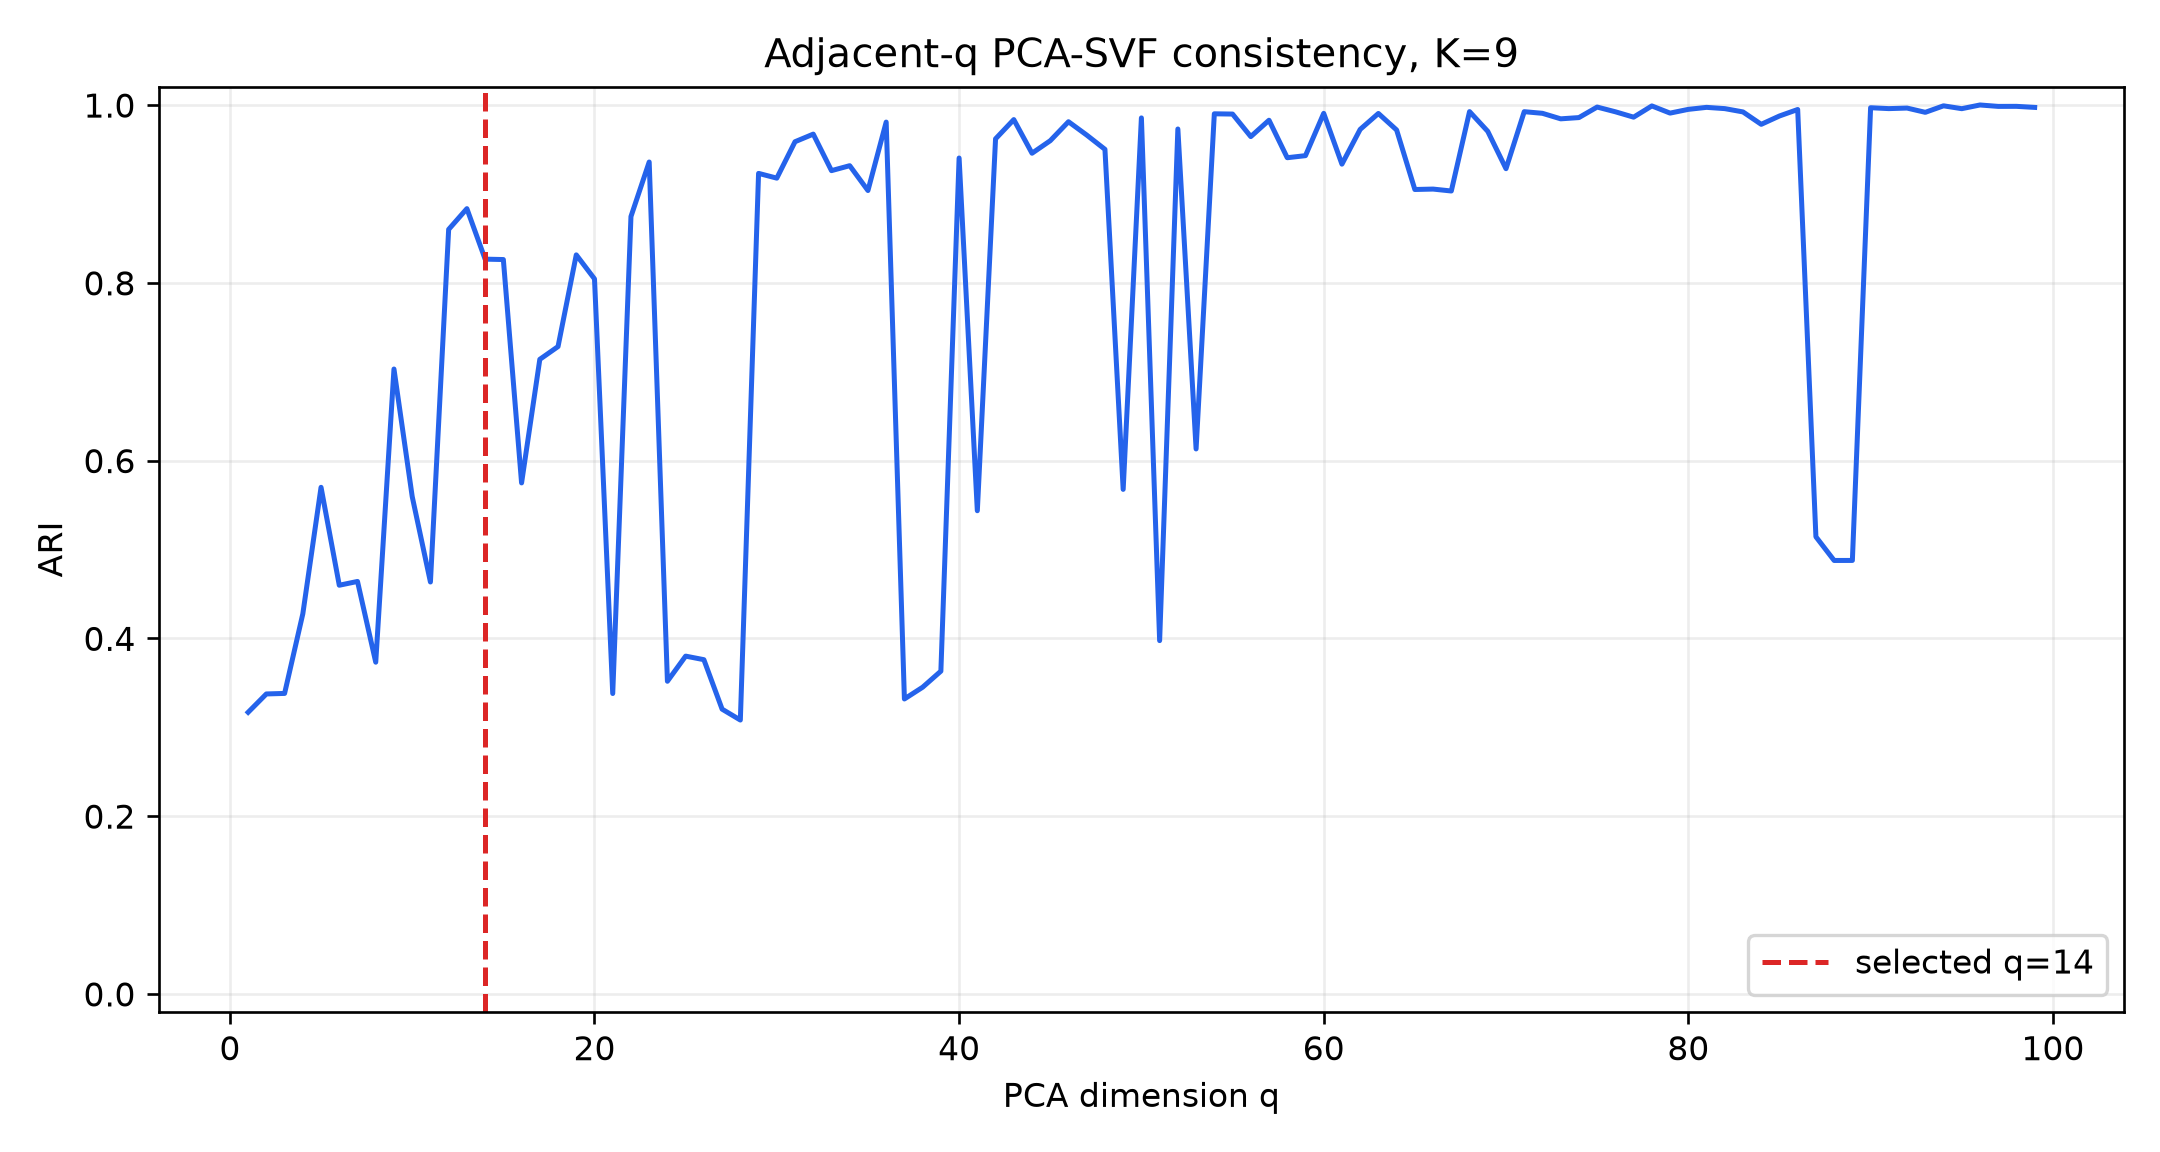 Adjacent-q PCA-SVF consistency, K=9
1.0
0.8
0.6
0.4
0.2
0.0
ARI
selected q=14
0 20 40 60 80 100
PCA dimension q